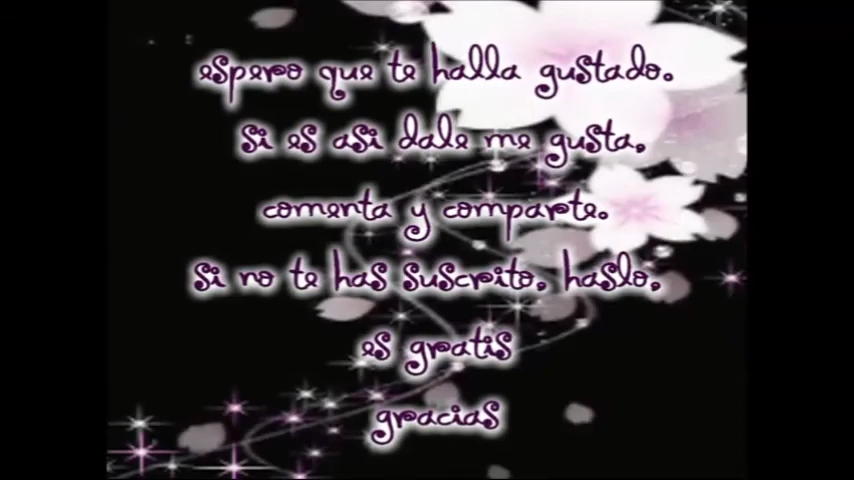 espero que te halla gustado.
si es asi dale me gusta,
comenta y comparte.
si no te has suscrito, haslo,
es gratis
gracias